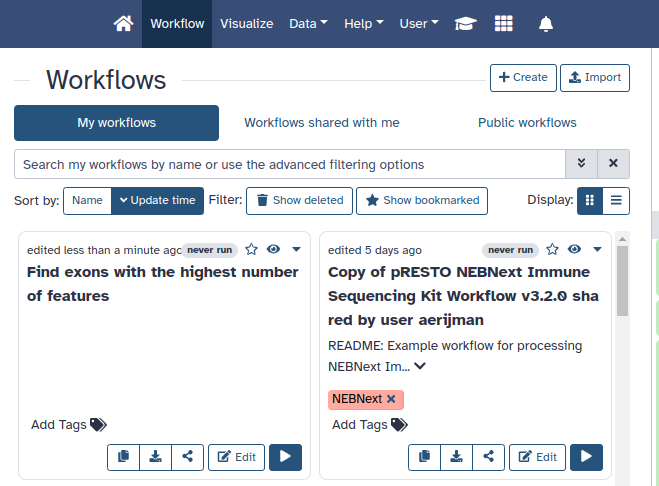 Workflow Visualize Data Help User
Workflows
+ Create Import
My workflows Workflows shared with me Public workflows
Search my workflows by name or use the advanced filtering options
Sort by: Name Update time Filter: Show deleted Show bookmarked Display:
edited less than a minute ago never run
Find exons with the highest number
of features
Add Tags
Edit
edited 5 days ago never run
Copy of pRESTO NEBNext Immune
Sequencing Kit Workflow v3.2.0 sha
red by user aerijman
README: Example workflow for processing
NEBNext Im...
NEBNext
Add Tags
Edit